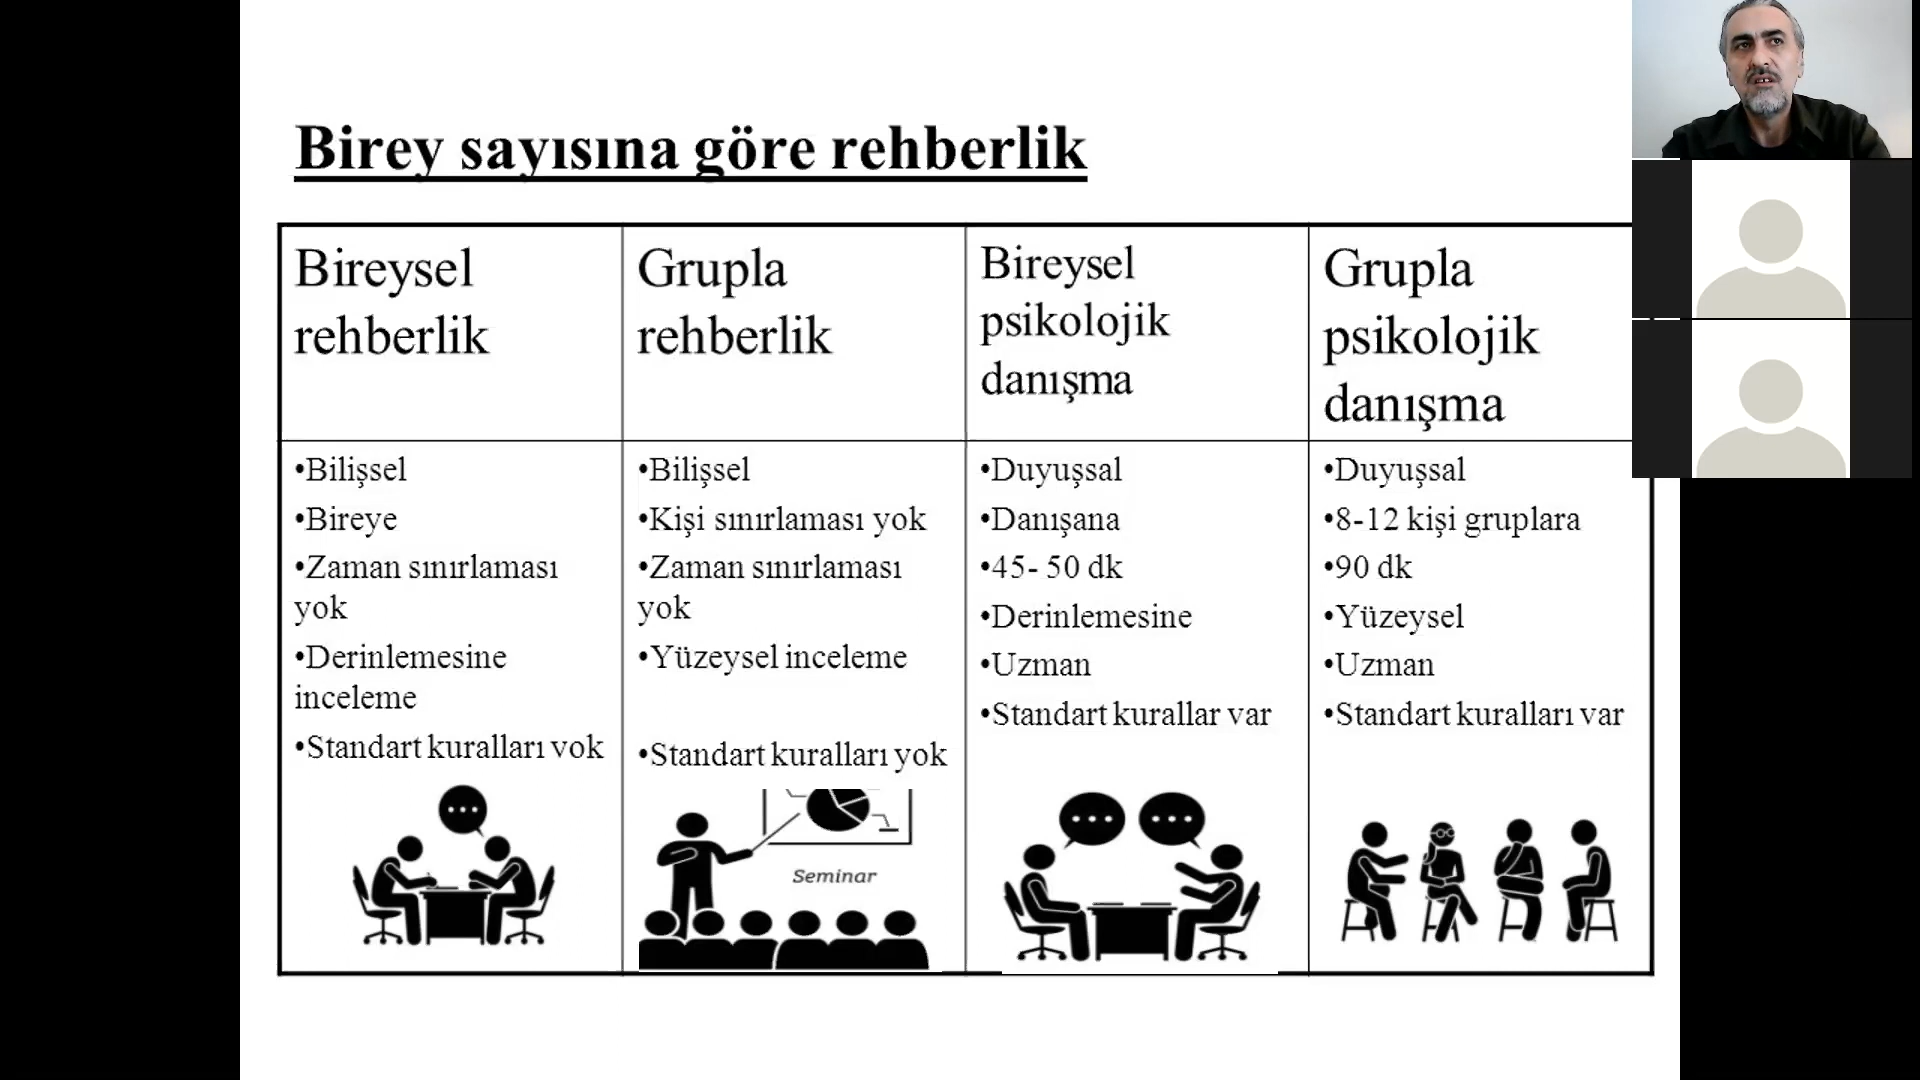 Birey sayısına göre rehberlik
Bireysel
rehberlik
Grupla
rehberlik
Bireysel
psikolojik
danışma
Grupla
psikolojik
danışma
•Bilişsel
•Bireye
•Zaman sınırlaması
yok
•Derinlemesine
inceleme
•Standart kuralları yok
•Bilişsel
•Kişi sınırlaması yok
•Zaman sınırlaması
yok
•Yüzeysel inceleme
•Standart kuralları yok
Seminar
•Duyuşsal
•Danışana
•45- 50 dk
•Derinlemesine
•Uzman
•Standart kurallar var
•Duyuşsal
•8-12 kişi gruplara
•90 dk
•Yüzeysel
•Uzman
•Standart kuralları var